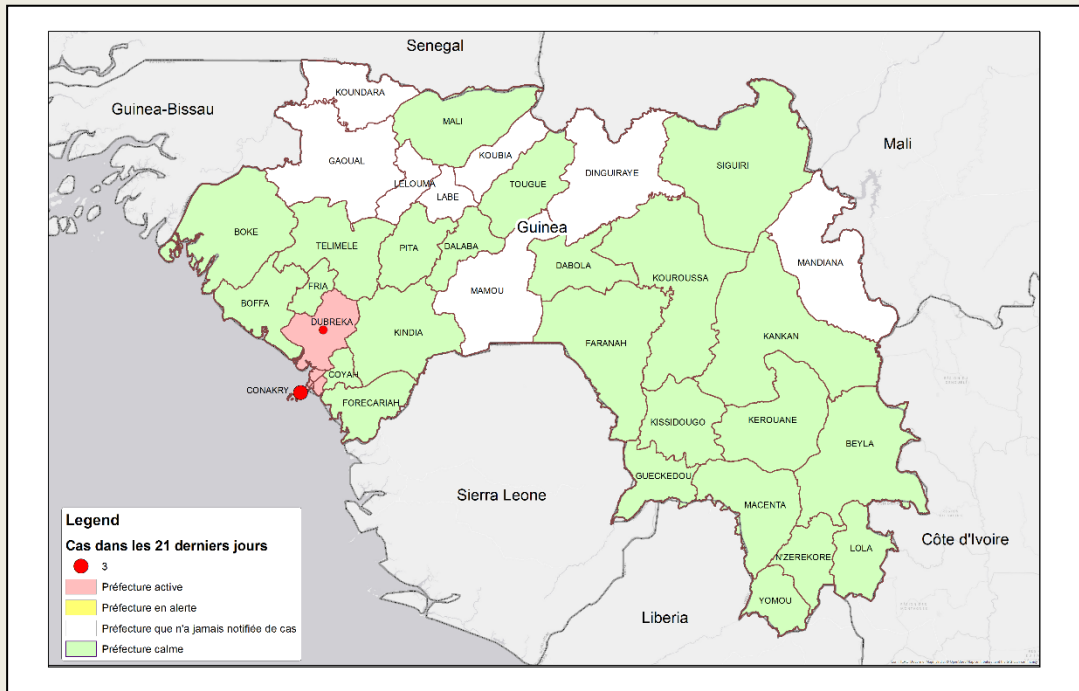 Senegal
Guinea-Bissau
KOUNDARA
MALI
Mali
GAOUAL
KOUBIA
LELOUMA
LABE
TOUGUE
DINGUIRAYE
SIGUIRI
Guinea
BOKE
TELIMELE
PITA
DALABA
DABOLA
KOUROUSSA
MANDIANA
FRIA
BOFFA
MAMOU
DUBREKA
KINDIA
FARANAH
KANKAN
COYAH
CONAKRY
FORECARIAH
KISSIDOUGO
KEROUANE
BEYLA
GUECKEDOU
Sierra Leone
MACENTA
Côte d'Ivoire
N'ZEREKORE
LOLA
YOMOU
Liberia
Legend
Cas dans les 21 derniers jours
3
Préfecture active
Préfecture en alerte
Préfecture que n'a jamais notifiée de cas
Préfecture calme